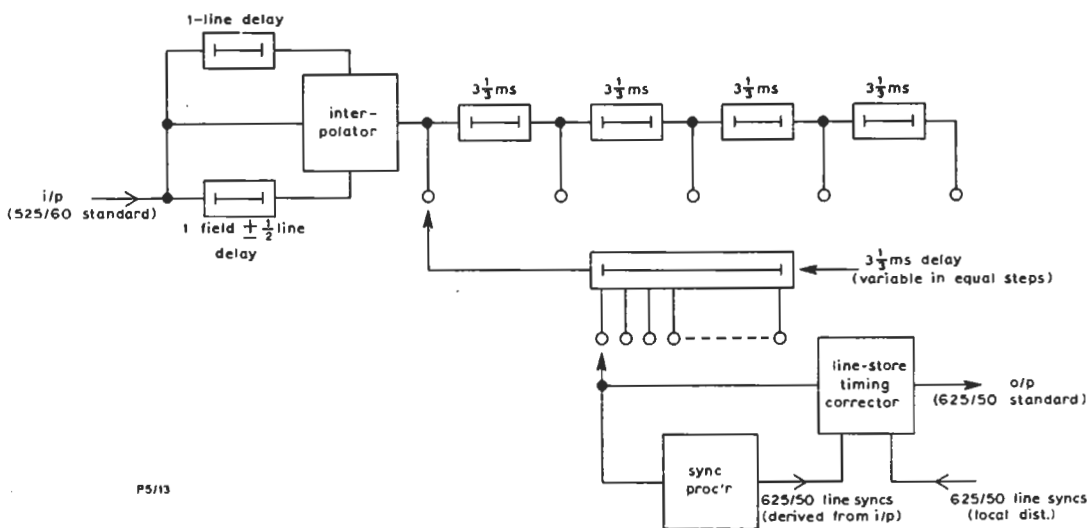 1-line delay
inter-
polator
i/p
(525/60 standard)
1 field ± ½ line
delay
3⅓ms
3⅓ms
3⅓ms
3⅓ms
3⅓ms delay
(variable in equal steps)
line-store
timing
corrector
o/p
(625/50 standard)
sync
proc'r
625/50 line syncs
(derived from i/p)
625/50 line syncs
(local dist.)
P5/13